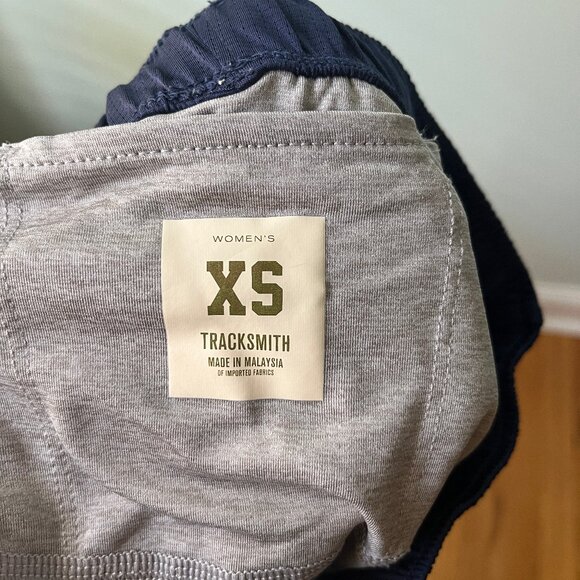 WOMEN'S
XS
TRACKSMITH
MADE IN MALAYSIA
OF IMPORTED FABRICS